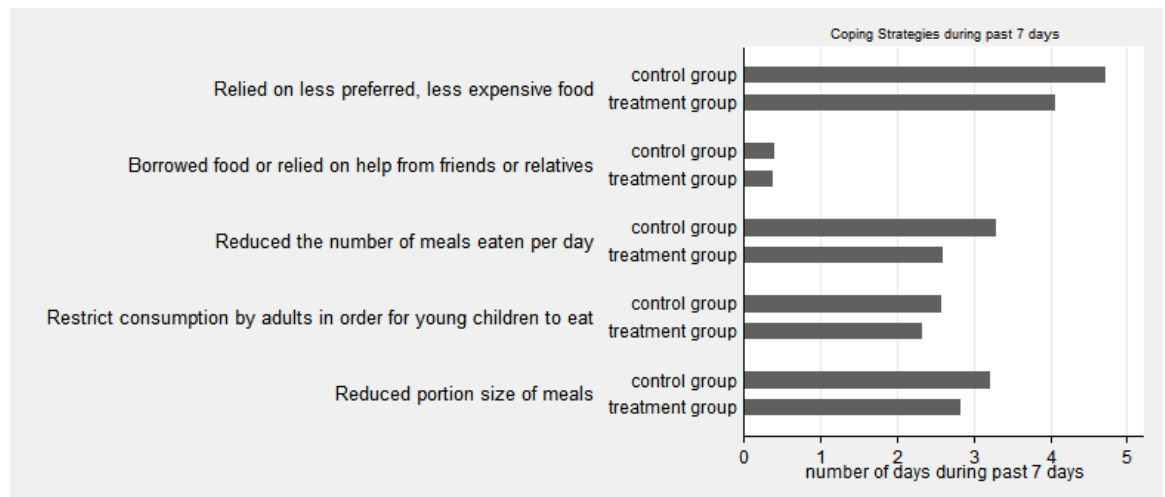 Coping Strategies during past 7 days
Relied on less preferred, less expensive food
control group
treatment group
Borrowed food or relied on help from friends or relatives
control group
treatment group
Reduced the number of meals eaten per day
control group
treatment group
Restrict consumption by adults in order for young children to eat
control group
treatment group
Reduced portion size of meals
control group
treatment group
0 1 2 3 4 5
number of days during past 7 days